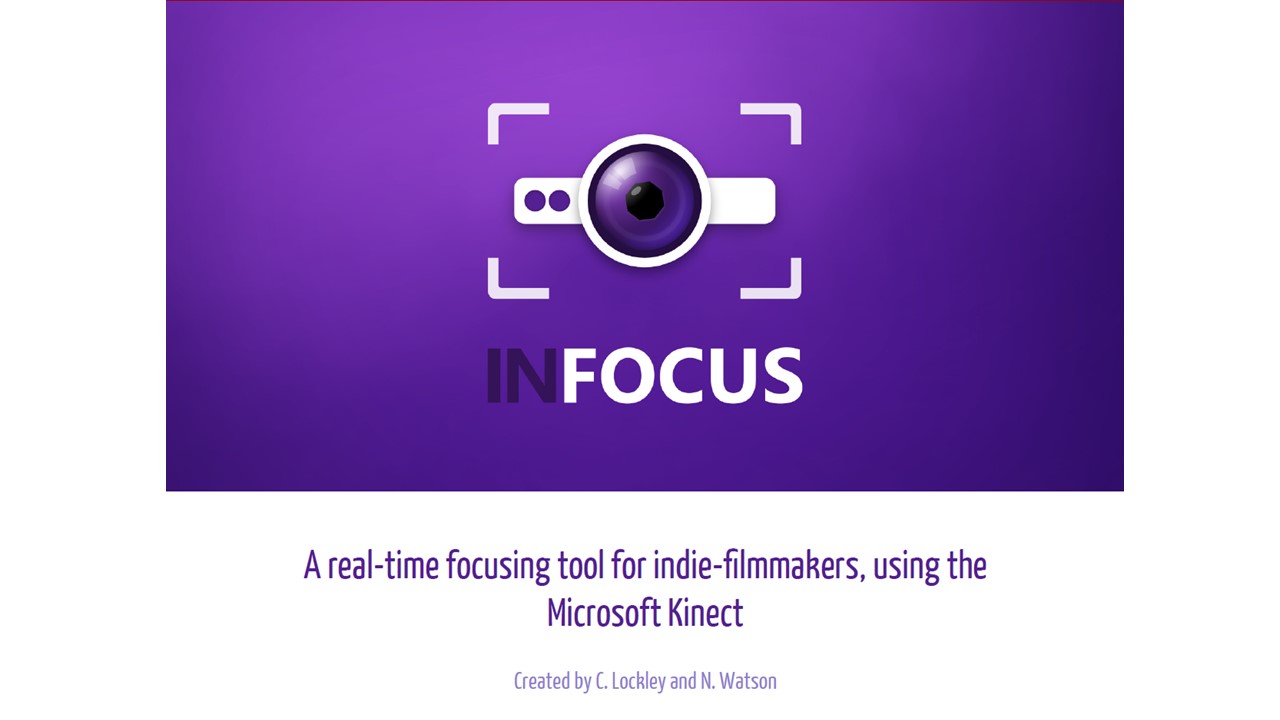 INFOCUS
A real-time focusing tool for indie-filmmakers, using the
Microsoft Kinect
Created by C. Lockley and N. Watson